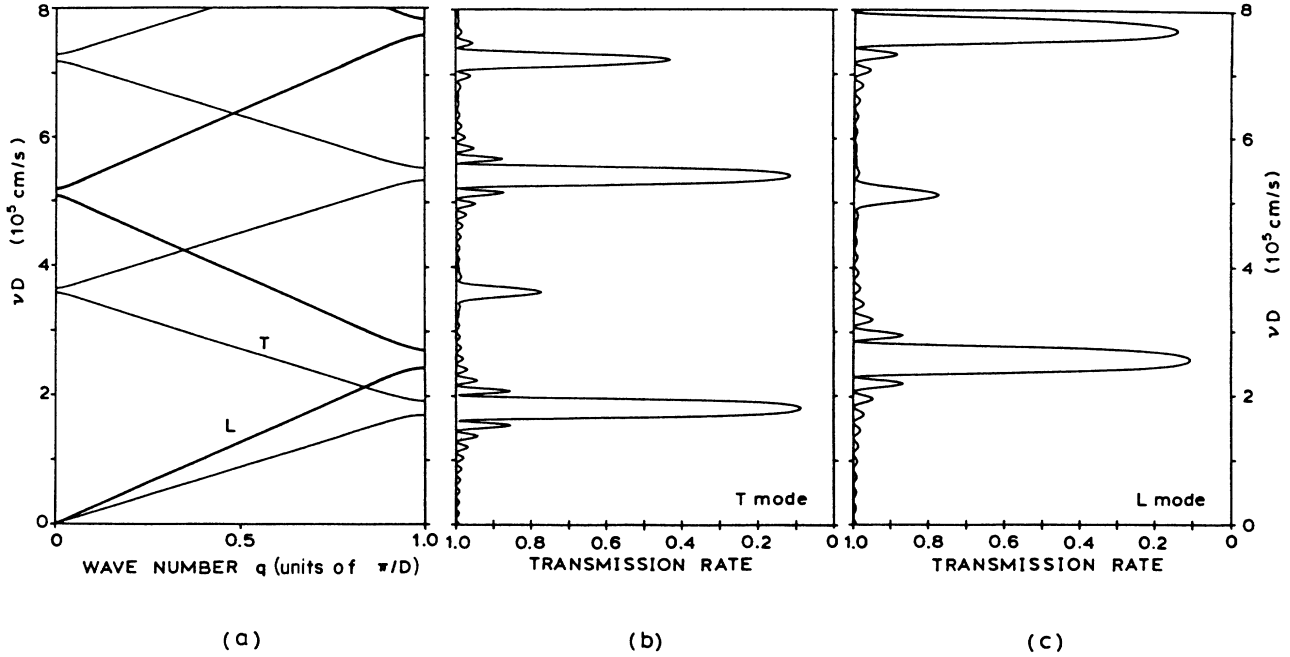 8
6
4
2
0
νD (10⁵ cm/s)
T
L
0 0.5 1.0
WAVE NUMBER q (units of π/D)
(a)
T mode
1.0 0.8 0.6 0.4 0.2 0
TRANSMISSION RATE
(b)
L mode
1.0 0.8 0.6 0.4 0.2 0
TRANSMISSION RATE
(c)
8
6
4
2
0
νD (10⁵ cm/s)